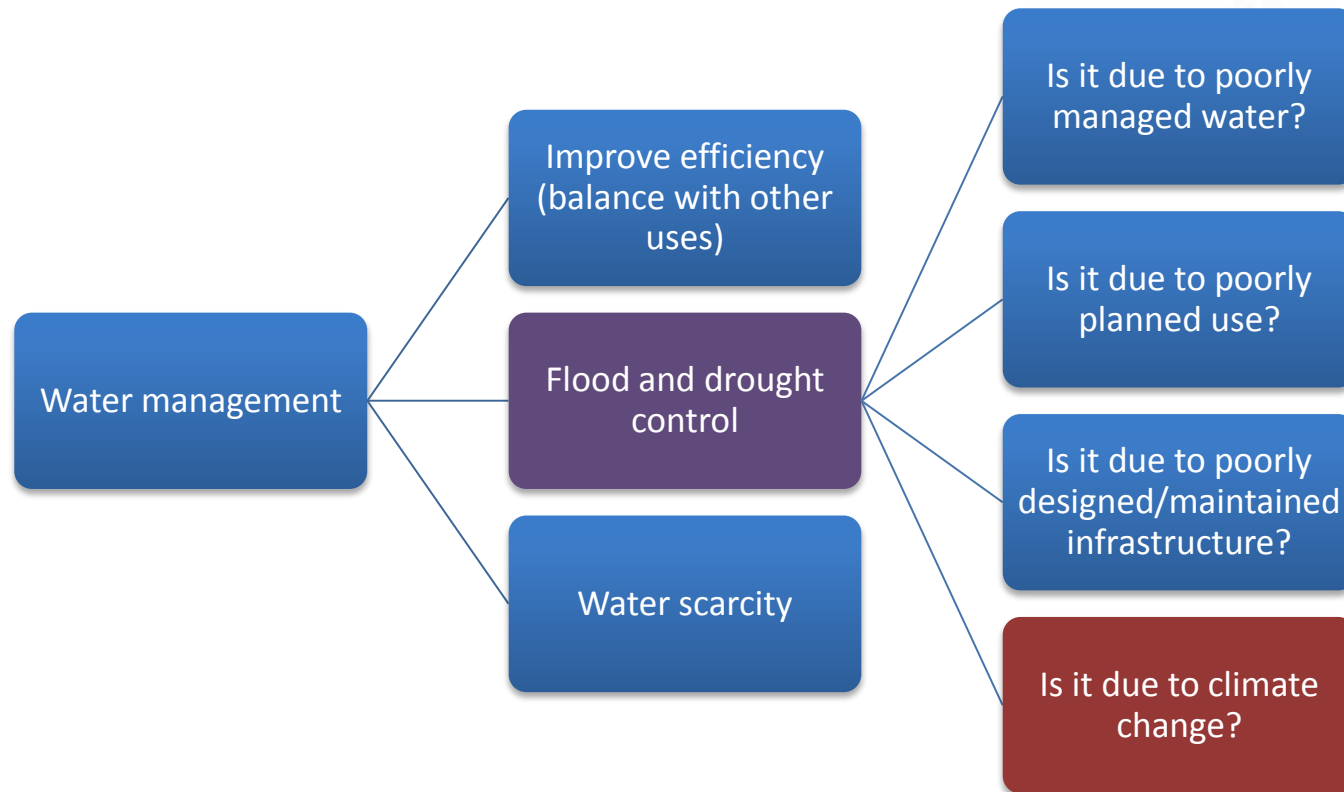 Water management
Improve efficiency
(balance with other
uses)
Flood and drought
control
Water scarcity
Is it due to poorly
managed water?
Is it due to poorly
planned use?
Is it due to poorly
designed/maintained
infrastructure?
Is it due to climate
change?